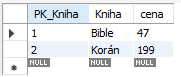 PK_Kniha Kniha cena
1 Bible 47
2 Korán 199
NULL NULL NULL